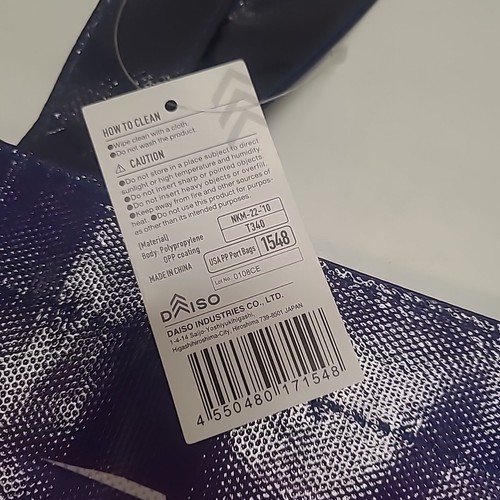 HOW TO CLEAN
●Wipe clean with a cloth.
●Do not wash the product.
⚠ CAUTION
●Do not store in a place subject to direct
sunlight or high temperature and humidity.
●Do not insert sharp or pointed objects.
●Do not insert heavy objects or overfill.
●Keep away from fire and other sources of
heat. ●Do not use this product for purpos-
es other than its intended purposes.
(Material)
Body: Polypropylene
OPP coating
NKM-22-10
T340
MADE IN CHINA
USA PP Port Bags 1548
Lot No. 0108CE
DAISO
DAISO INDUSTRIES CO., LTD.
1-4-14 Saijo-Yoshiyukihigashi,
Higashihiroshima-City, Hiroshima 739-8501 JAPAN
4 550480 171548